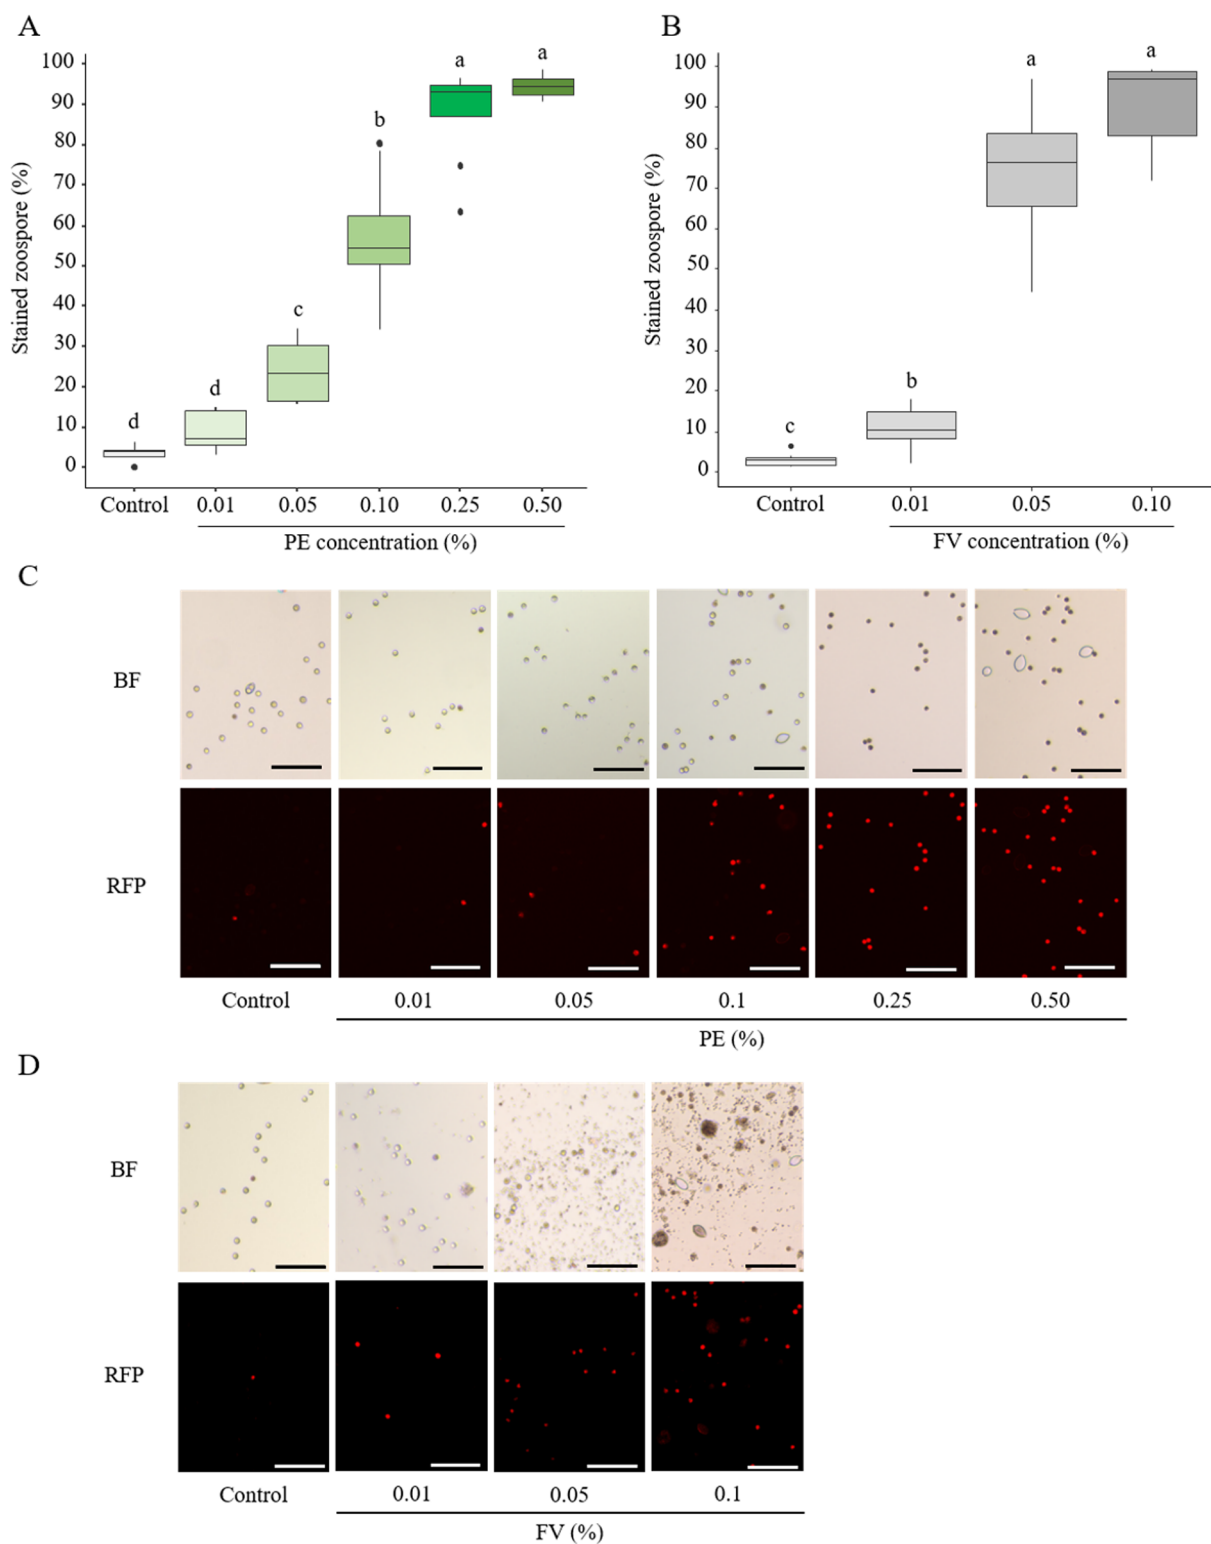 A
Stained zoospore (%)
100
90
80
70
60
50
40
30
20
10
0
d
d
c
b
a
a
Control 0.01 0.05 0.10 0.25 0.50
PE concentration (%)
B
Stained zoospore (%)
100
90
80
70
60
50
40
30
20
10
0
c
b
a
a
Control 0.01 0.05 0.10
FV concentration (%)
C
BF
RFP
Control 0.01 0.05 0.1 0.25 0.50
PE (%)
D
BF
RFP
Control 0.01 0.05 0.1
FV (%)